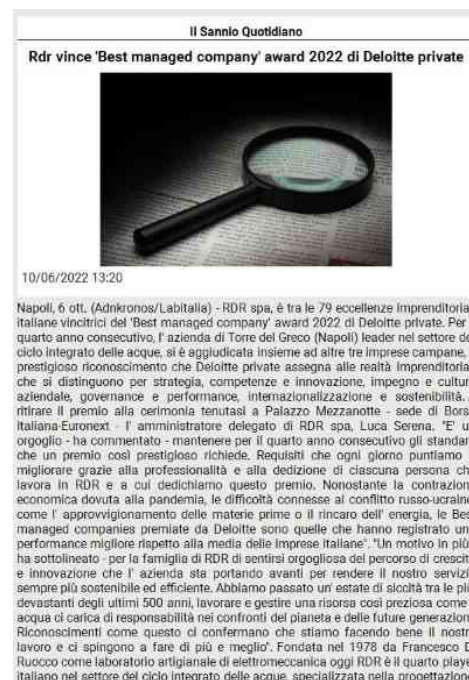 Il Sannio Quotidiano
Rdr vince 'Best managed company' award 2022 di Deloitte private
10/06/2022 13:20
Napoli, 6 ott. (Adnkronos/Labitalia) - RDR spa, è tra le 79 eccellenze imprenditoria
italiane vincitrici del 'Best managed company' award 2022 di Deloitte private. Per
quarto anno consecutivo, l' azienda di Torre del Greco (Napoli) leader nel settore de
ciclo integrato delle acque, si è aggiudicata insieme ad altre tre imprese campane,
prestigioso riconoscimento che Deloitte private assegna alle realtà imprenditoria
che si distinguono per strategia, competenze e innovazione, impegno e cultur
aziendale, governance e performance, internazionalizzazione e sostenibilità.
ritirare il premio alla cerimonia tenutasi a Palazzo Mezzanotte - sede di Bors
Italiana-Euronext - l' amministratore delegato di RDR spa, Luca Serena. "E' u
orgoglio - ha commentato - mantenere per il quarto anno consecutivo gli standar
che un premio così prestigioso richiede. Requisiti che ogni giorno puntiamo
migliorare grazie alla professionalità e alla dedizione di ciascuna persona ch
lavora in RDR e a cui dedichiamo questo premio. Nonostante la contrazion
economica dovuta alla pandemia, le difficoltà connesse al conflitto russo-ucrain
come l' approvvigionamento delle materie prime o il rincaro dell' energia, le Bes
managed companies premiate da Deloitte sono quelle che hanno registrato un
performance migliore rispetto alla media delle imprese italiane". "Un motivo in più
ha sottolineato - per la famiglia di RDR di sentirsi orgogliosa del percorso di crescit
e innovazione che l' azienda sta portando avanti per rendere il nostro servizi
sempre più sostenibile ed efficiente. Abbiamo passato un' estate di siccità tra le pi
devastanti degli ultimi 500 anni, lavorare e gestire una risorsa così preziosa come
acqua ci carica di responsabilità nei confronti del pianeta e delle future generazion
Riconoscimenti come questo ci confermano che stiamo facendo bene il nostr
lavoro e ci spingono a fare di più e meglio". Fondata nel 1978 da Francesco D
Ruocco come laboratorio artigianale di elettromeccanica oggi RDR è il quarto playe
italiano nel settore del ciclo integrato delle acque, specializzata nella progettazione